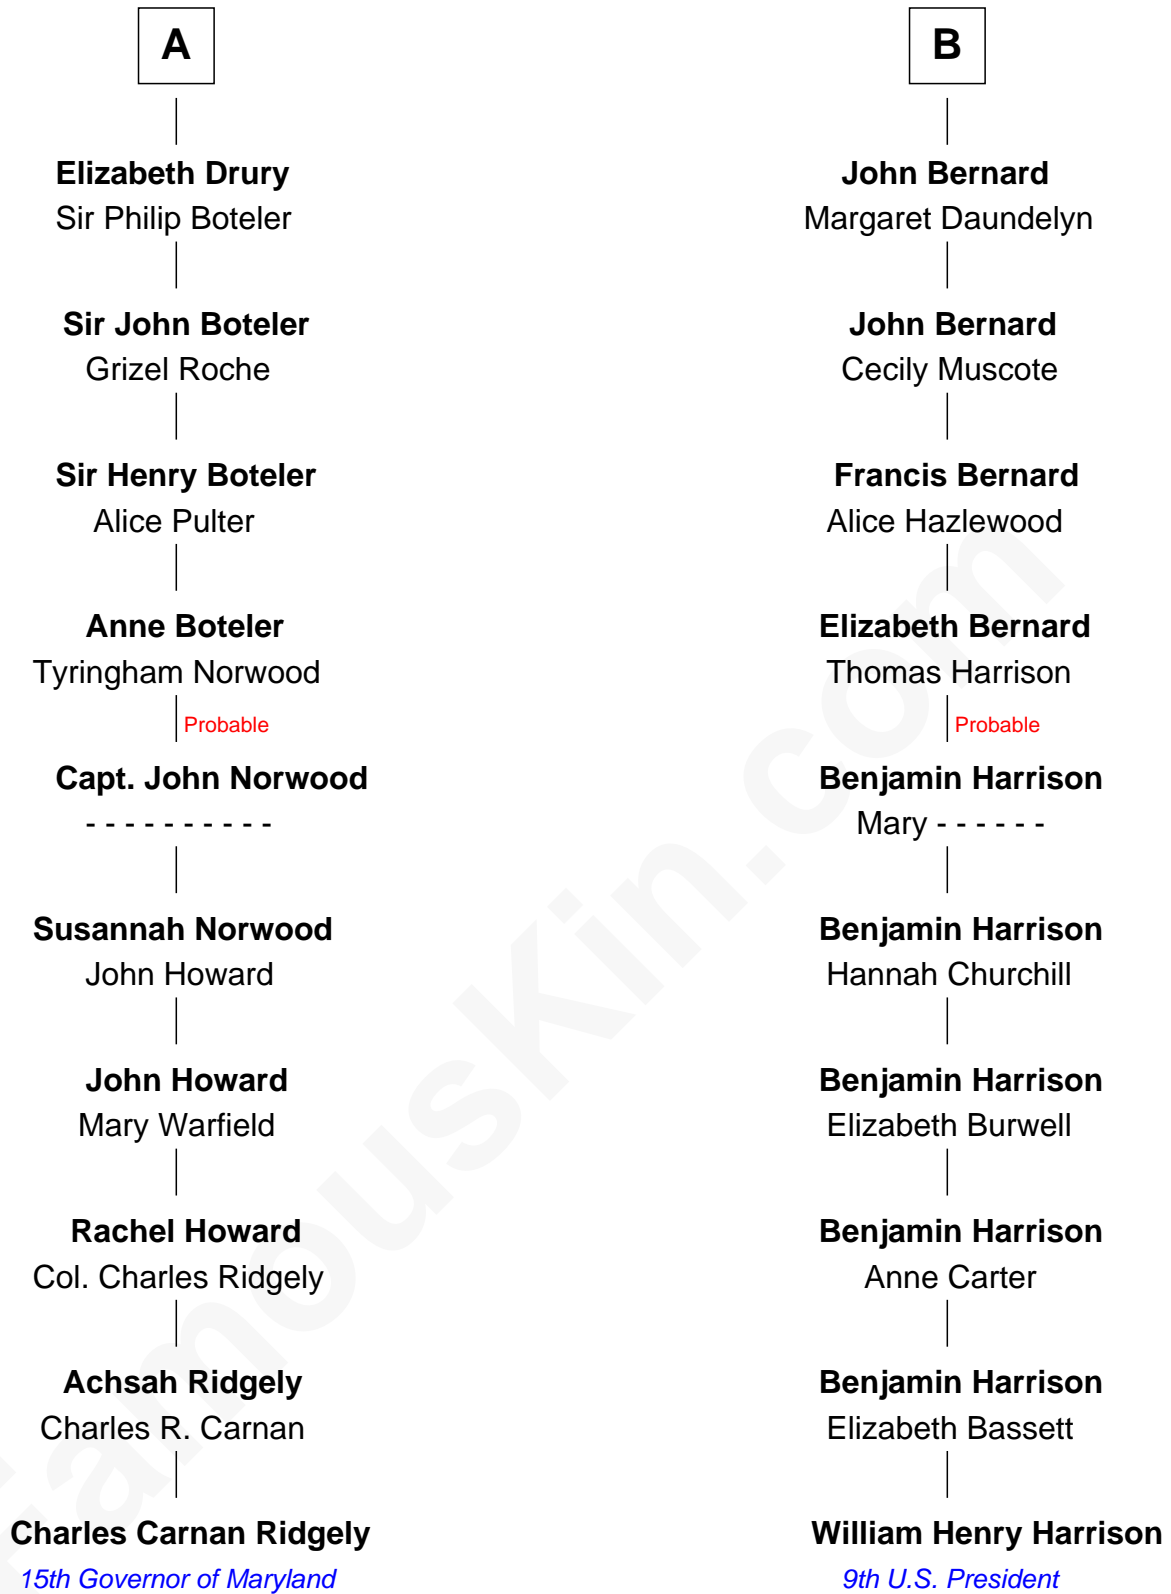 A
Elizabeth Drury
Sir Philip Boteler
Sir John Boteler
Grizel Roche
Sir Henry Boteler
Alice Pulter
Anne Boteler
Tyringham Norwood
Probable
Capt. John Norwood
- - - - - - - - - -
Susannah Norwood
John Howard
John Howard
Mary Warfield
Rachel Howard
Col. Charles Ridgely
Achsah Ridgely
Charles R. Carnan
Charles Carnan Ridgely
15th Governor of Maryland
B
John Bernard
Margaret Daundelyn
John Bernard
Cecily Muscote
Francis Bernard
Alice Hazlewood
Elizabeth Bernard
Thomas Harrison
Probable
Benjamin Harrison
Mary - - - - - -
Benjamin Harrison
Hannah Churchill
Benjamin Harrison
Elizabeth Burwell
Benjamin Harrison
Anne Carter
Benjamin Harrison
Elizabeth Bassett
William Henry Harrison
9th U.S. President
FamousKin.com